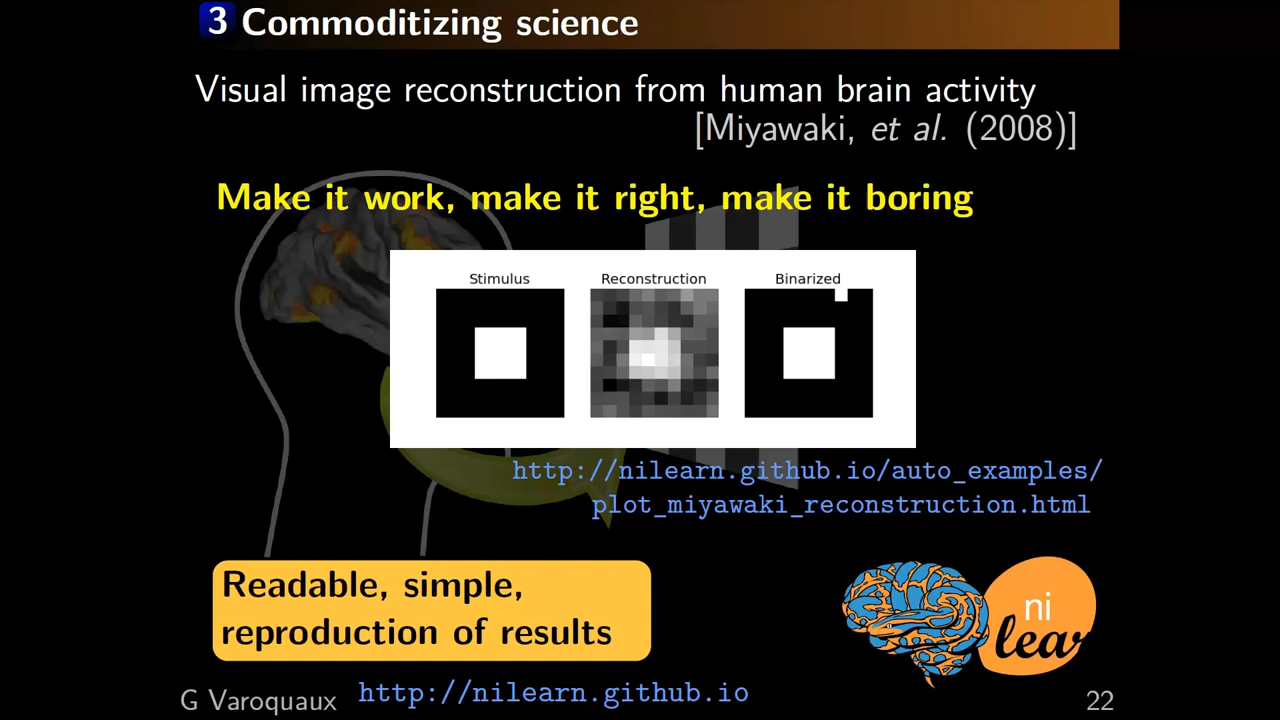 3 Commoditizing science
Visual image reconstruction from human brain activity
[Miyawaki, et al. (2008)]
Make it work, make it right, make it boring
Stimulus Reconstruction Binarized
http://nilearn.github.io/auto_examples/
plot_miyawaki_reconstruction.html
Readable, simple,
reproduction of results
ni
lear
G Varoquaux http://nilearn.github.io 22